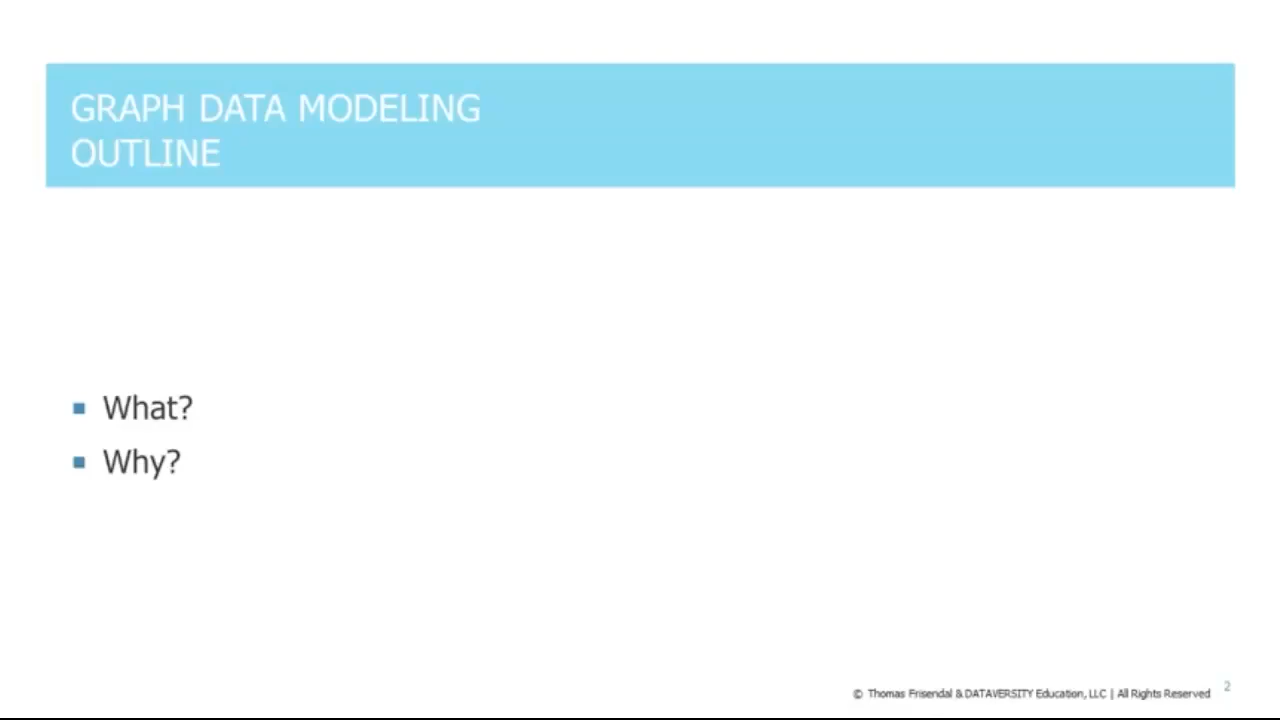 GRAPH DATA MODELING
OUTLINE
▪ What?
▪ Why?
© Thomas Frisendal & DATAVERSITY Education, LLC | All Rights Reserved
2